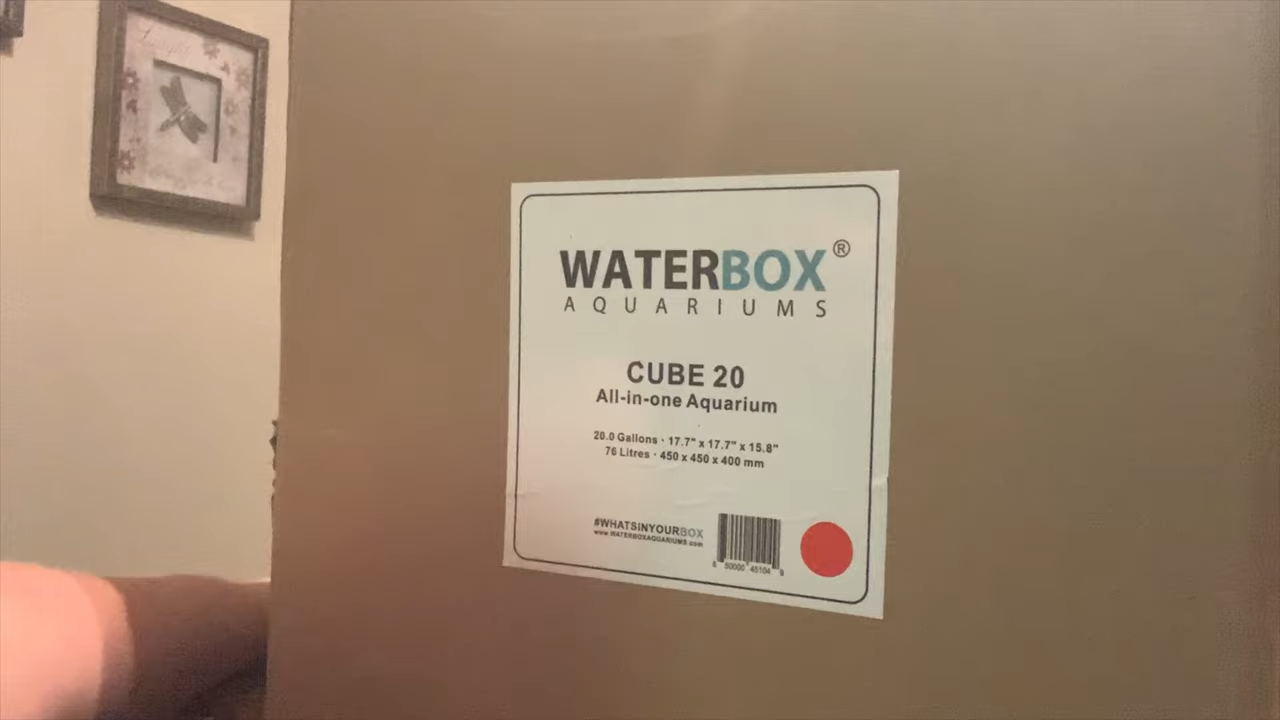 WATERBOX®
AQUARIUMS
CUBE 20
All-in-one Aquarium
20.0 Gallons · 17.7" x 17.7" x 15.8"
76 Litres · 450 x 450 x 400 mm
#WHATSINYOURBOX
www.WATERBOXAQUARIUMS.com